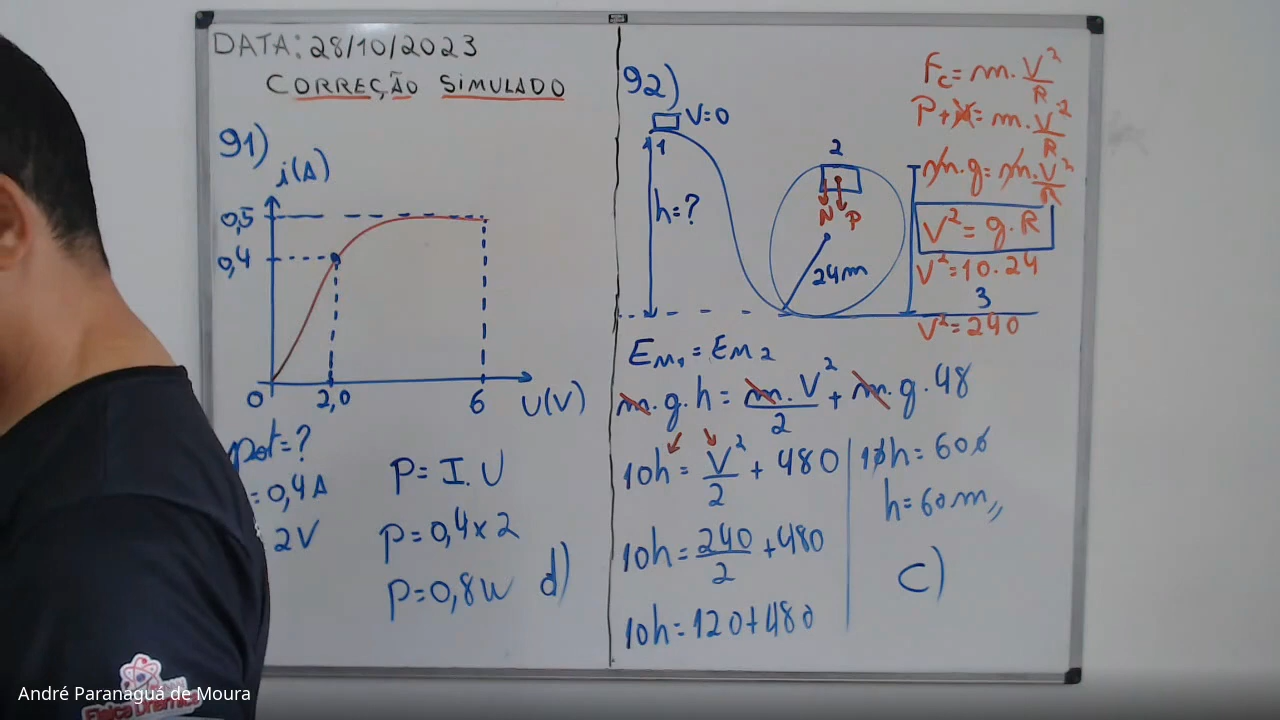 DATA: 28/10/2023
CORREÇÃO SIMULADO
91)
i(A)
0,5
0,4
0
2,0
6
U(V)
pot=?
= 0,4A
2V
P= I.U
P=0,4x2
P=0,8W d)
92)
V=0
1
h=?
2
N P
24m
3
Fc= m.V²/R
P+N= m.V²/R
m.g= m.V²/R
V²= g.R
V²=10.24
V²=240
EM1 = EM2
m.g.h = m.V²/2 + m.g.48
10h = V²/2 + 480
10h= 240/2 +480
10h= 120+480
10h= 600
h=60m,,
C)
André Paranaguá de Moura